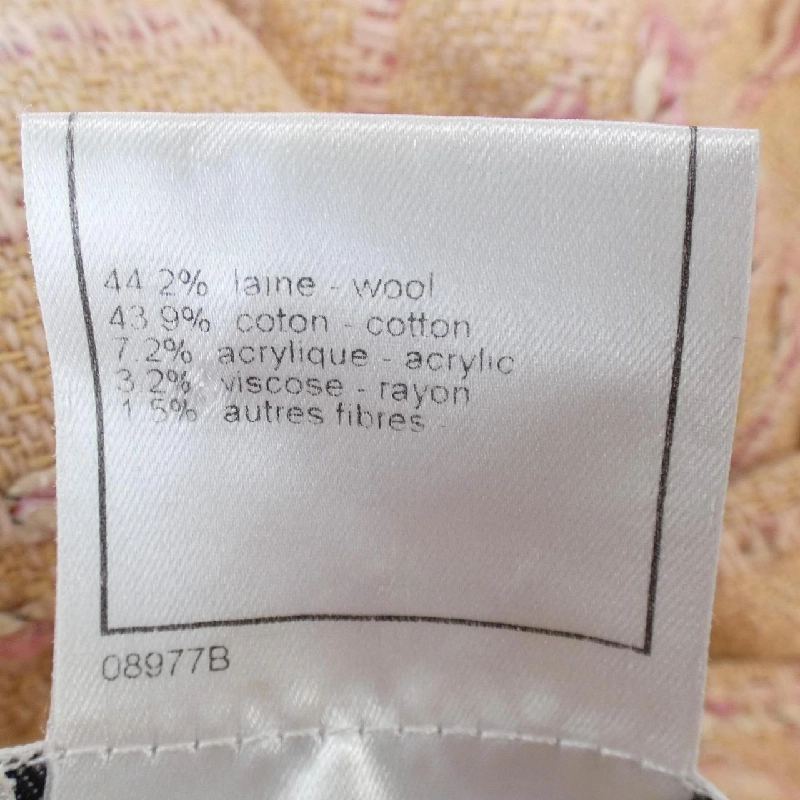 44.2% laine - wool
43.9% coton - cotton
7.2% acrylique - acrylic
3.2% viscose - rayon
1.5% autres fibres -
08977B